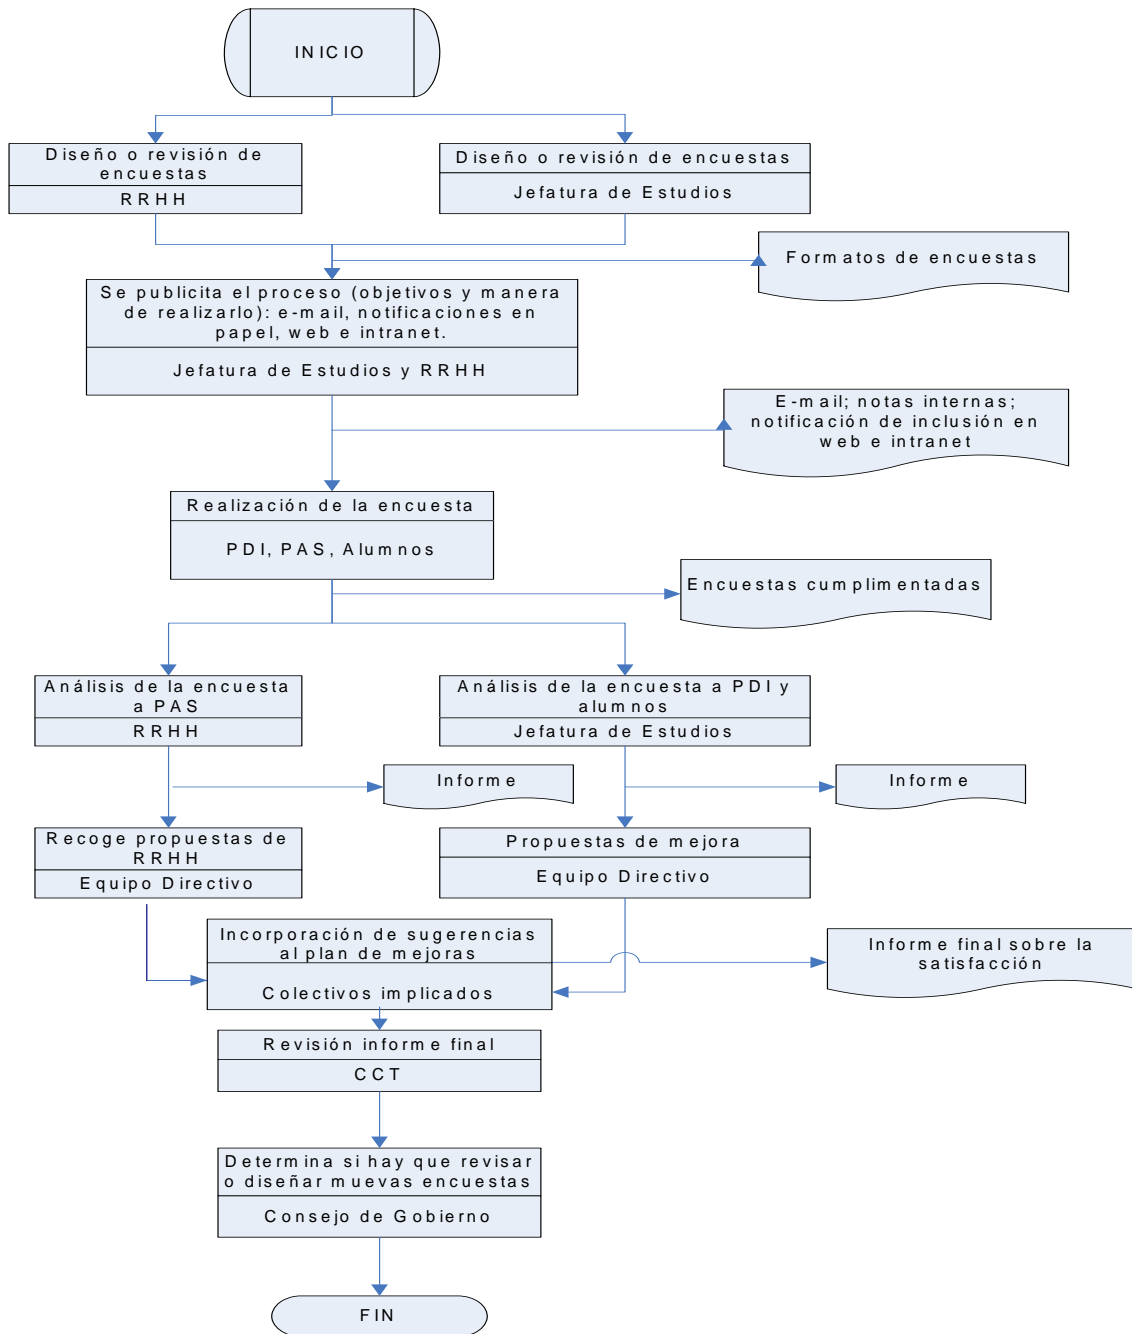 INICIO
Diseño o revisión de
encuestas
RRHH
Diseño o revisión de encuestas
Jefatura de Estudios
Formatos de encuestas
Se publicita el proceso (objetivos y manera
de realizarlo): e-mail, notificaciones en
papel, web e intranet.
Jefatura de Estudios y RRHH
E-mail; notas internas;
notificación de inclusión en
web e intranet
Realización de la encuesta
PDI, PAS, Alumnos
Encuestas cumplimentadas
Análisis de la encuesta
a PAS
RRHH
Análisis de la encuesta a PDI y
alumnos
Jefatura de Estudios
Informe
Informe
Recoge propuestas de
RRHH
Equipo Directivo
Propuestas de mejora
Equipo Directivo
Incorporación de sugerencias
al plan de mejoras
Colectivos implicados
Informe final sobre la
satisfacción
Revisión informe final
CCT
Determina si hay que revisar
o diseñar muevas encuestas
Consejo de Gobierno
FIN